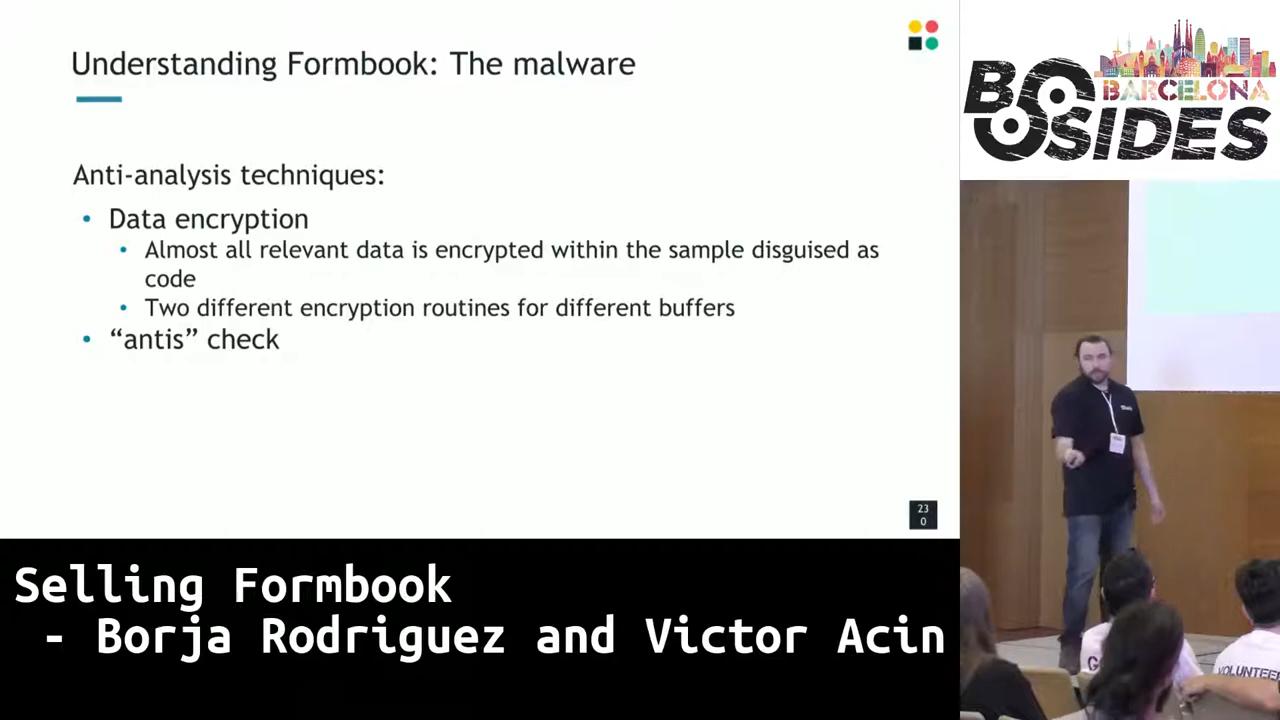 Understanding Formbook: The malware
Anti-analysis techniques:
• Data encryption
• Almost all relevant data is encrypted within the sample disguised as
code
• Two different encryption routines for different buffers
• “antis” check
23
0
Selling Formbook
- Borja Rodriguez and Victor Acin
BSIDES
BARCELONA
VOLUNTEE